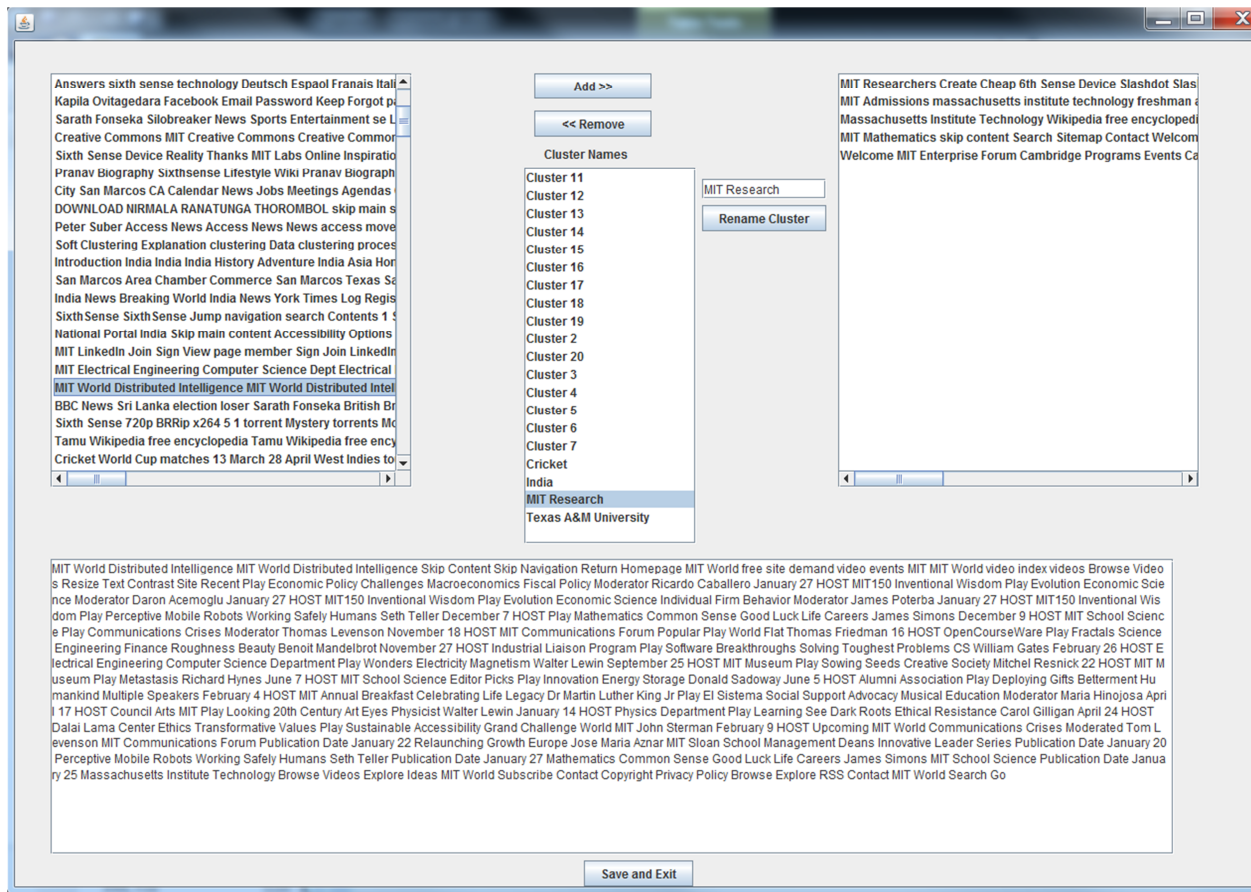 Answers sixth sense technology Deutsch Espaol Franais Itali
Kapila Ovitagedara Facebook Email Password Keep Forgot pa
Sarath Fonseka Silobreaker News Sports Entertainment se L
Creative Commons MIT Creative Commons Creative Common
Sixth Sense Device Reality Thanks MIT Labs Online Inspiratio
Pranav Biography Sixthsense Lifestyle Wiki Pranav Biograph
City San Marcos CA Calendar News Jobs Meetings Agendas
DOWNLOAD NIRMALA RANATUNGA THOROMBOL skip main s
Peter Suber Access News Access News News access move
Soft Clustering Explanation clustering Data clustering proces
Introduction India India India History Adventure India Asia Hon
San Marcos Area Chamber Commerce San Marcos Texas Sa
India News Breaking World India News York Times Log Regis
SixthSense SixthSense Jump navigation search Contents 1 S
National Portal India Skip main content Accessibility Options
MIT LinkedIn Join Sign View page member Sign Join LinkedIn
MIT Electrical Engineering Computer Science Dept Electrical
MIT World Distributed Intelligence MIT World Distributed Intel
BBC News Sri Lanka election loser Sarath Fonseka British Br
Sixth Sense 720p BRRip x264 5 1 torrent Mystery torrents Mo
Tamu Wikipedia free encyclopedia Tamu Wikipedia free ency
Cricket World Cup matches 13 March 28 April West Indies to
Add >>
<< Remove
Cluster Names
Cluster 11
Cluster 12
Cluster 13
Cluster 14
Cluster 15
Cluster 16
Cluster 17
Cluster 18
Cluster 19
Cluster 2
Cluster 20
Cluster 3
Cluster 4
Cluster 5
Cluster 6
Cluster 7
Cricket
India
MIT Research
Texas A&M University
MIT Research
Rename Cluster
MIT Researchers Create Cheap 6th Sense Device Slashdot Slas
MIT Admissions massachusetts institute technology freshman a
Massachusetts Institute Technology Wikipedia free encyclopedi
MIT Mathematics skip content Search Sitemap Contact Welcom
Welcome MIT Enterprise Forum Cambridge Programs Events Ca
MIT World Distributed Intelligence MIT World Distributed Intelligence Skip Content Skip Navigation Return Homepage MIT World free site demand video events MIT MIT World video index videos Browse Video
s Resize Text Contrast Site Recent Play Economic Policy Challenges Macroeconomics Fiscal Policy Moderator Ricardo Caballero January 27 HOST MIT150 Inventional Wisdom Play Evolution Economic Scie
nce Moderator Daron Acemoglu January 27 HOST MIT150 Inventional Wisdom Play Evolution Economic Science Individual Firm Behavior Moderator James Poterba January 27 HOST MIT150 Inventional Wis
dom Play Perceptive Mobile Robots Working Safely Humans Seth Teller December 7 HOST Play Mathematics Common Sense Good Luck Life Careers James Simons December 9 HOST MIT School Scienc
e Play Communications Crises Moderator Thomas Levenson November 18 HOST MIT Communications Forum Popular Play World Flat Thomas Friedman 16 HOST OpenCourseWare Play Fractals Science
Engineering Finance Roughness Beauty Benoit Mandelbrot November 27 HOST Industrial Liaison Program Play Software Breakthroughs Solving Toughest Problems CS William Gates February 26 HOST E
lectrical Engineering Computer Science Department Play Wonders Electricity Magnetism Walter Lewin September 25 HOST MIT Museum Play Sowing Seeds Creative Society Mitchel Resnick 22 HOST MIT M
useum Play Metastasis Richard Hynes June 7 HOST MIT School Science Editor Picks Play Innovation Energy Storage Donald Sadoway June 5 HOST Alumni Association Play Deploying Gifts Betterment Hu
mankind Multiple Speakers February 4 HOST MIT Annual Breakfast Celebrating Life Legacy Dr Martin Luther King Jr Play El Sistema Social Support Advocacy Musical Education Moderator Maria Hinojosa Apri
l 17 HOST Council Arts MIT Play Looking 20th Century Art Eyes Physicist Walter Lewin January 14 HOST Physics Department Play Learning See Dark Roots Ethical Resistance Carol Gilligan April 24 HOST
Dalai Lama Center Ethics Transformative Values Play Sustainable Accessibility Grand Challenge World MIT John Sterman February 9 HOST Upcoming MIT World Communications Crises Moderated Tom L
evenson MIT Communications Forum Publication Date January 22 Relaunching Growth Europe Jose Maria Aznar MIT Sloan School Management Deans Innovative Leader Series Publication Date January 20
Perceptive Mobile Robots Working Safely Humans Seth Teller Publication Date January 27 Mathematics Common Sense Good Luck Life Careers James Simons MIT School Science Publication Date Janua
ry 25 Massachusetts Institute Technology Browse Videos Explore Ideas MIT World Subscribe Contact Copyright Privacy Policy Browse Explore RSS Contact MIT World Search Go
Save and Exit